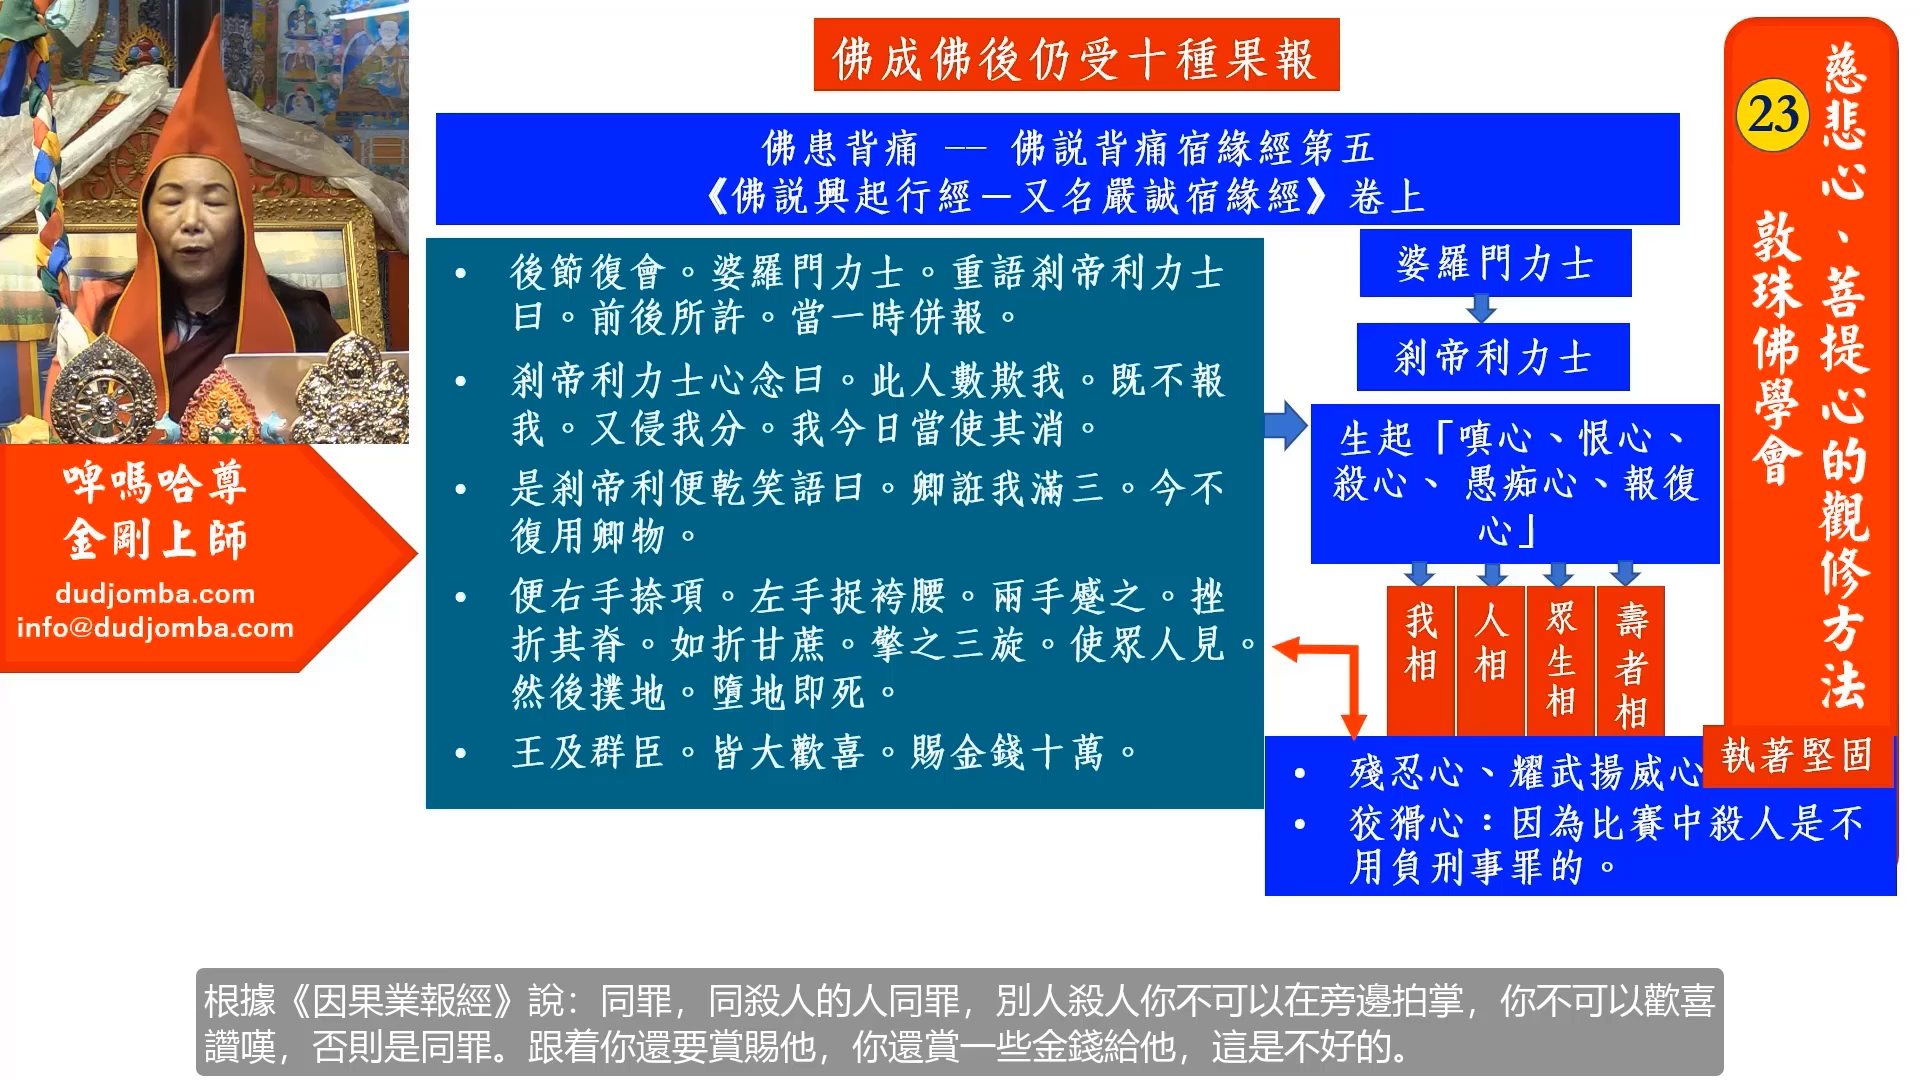 佛成佛後仍受十種果報
佛患背痛 —— 佛説背痛宿緣經第五
《佛説興起行經－又名嚴誠宿緣經》卷上
• 後節復會。婆羅門力士。重語剎帝利力士
曰。前後所許。當一時併報。
• 剎帝利力士心念曰。此人數欺我。既不報
我。又侵我分。我今日當使其消。
• 是剎帝利便乾笑語曰。卿誑我滿三。今不
復用卿物。
• 便右手捺項。左手捉袴腰。兩手蹙之。挫
折其脊。如折甘蔗。擎之三旋。使眾人見。
然後撲地。墮地即死。
• 王及群臣。皆大歡喜。賜金錢十萬。
婆羅門力士
剎帝利力士
生起「嗔心、恨心、
殺心、愚痴心、報復
心」
我相
人相
眾生相
壽者相
執著堅固
• 殘忍心、耀武揚威心
• 狡猾心：因為比賽中殺人是不
用負刑事罪的。
23
慈悲心、菩提心的觀修方法
敦珠佛學會
啤嗎哈尊
金剛上師
dudjomba.com
info@dudjomba.com
根據《因果業報經》說：同罪，同殺人的人同罪，別人殺人你不可以在旁邊拍掌，你不可以歡喜
讚嘆，否則是同罪。跟着你還要賞賜他，你還賞一些金錢給他，這是不好的。